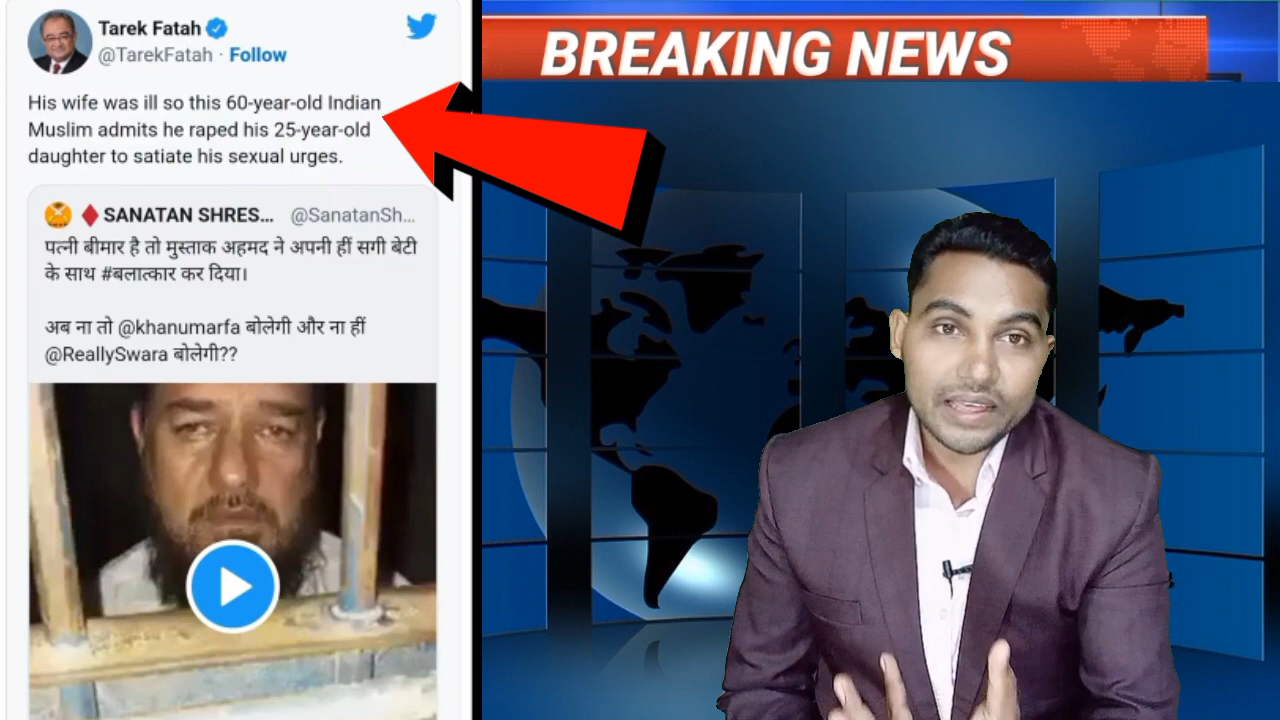 Tarek Fatah
@TarekFatah · Follow
His wife was ill so this 60-year-old Indian
Muslim admits he raped his 25-year-old
daughter to satiate his sexual urges.
SANATAN SHRES... @SanatanSh...
पत्नी बीमार है तो मुस्ताक अहमद ने अपनी हीं सगी बेटी
के साथ #बलात्कार कर दिया।
अब ना तो @khanumarfa बोलेगी और ना हीं
@ReallySwara बोलेगी??
BREAKING NEWS